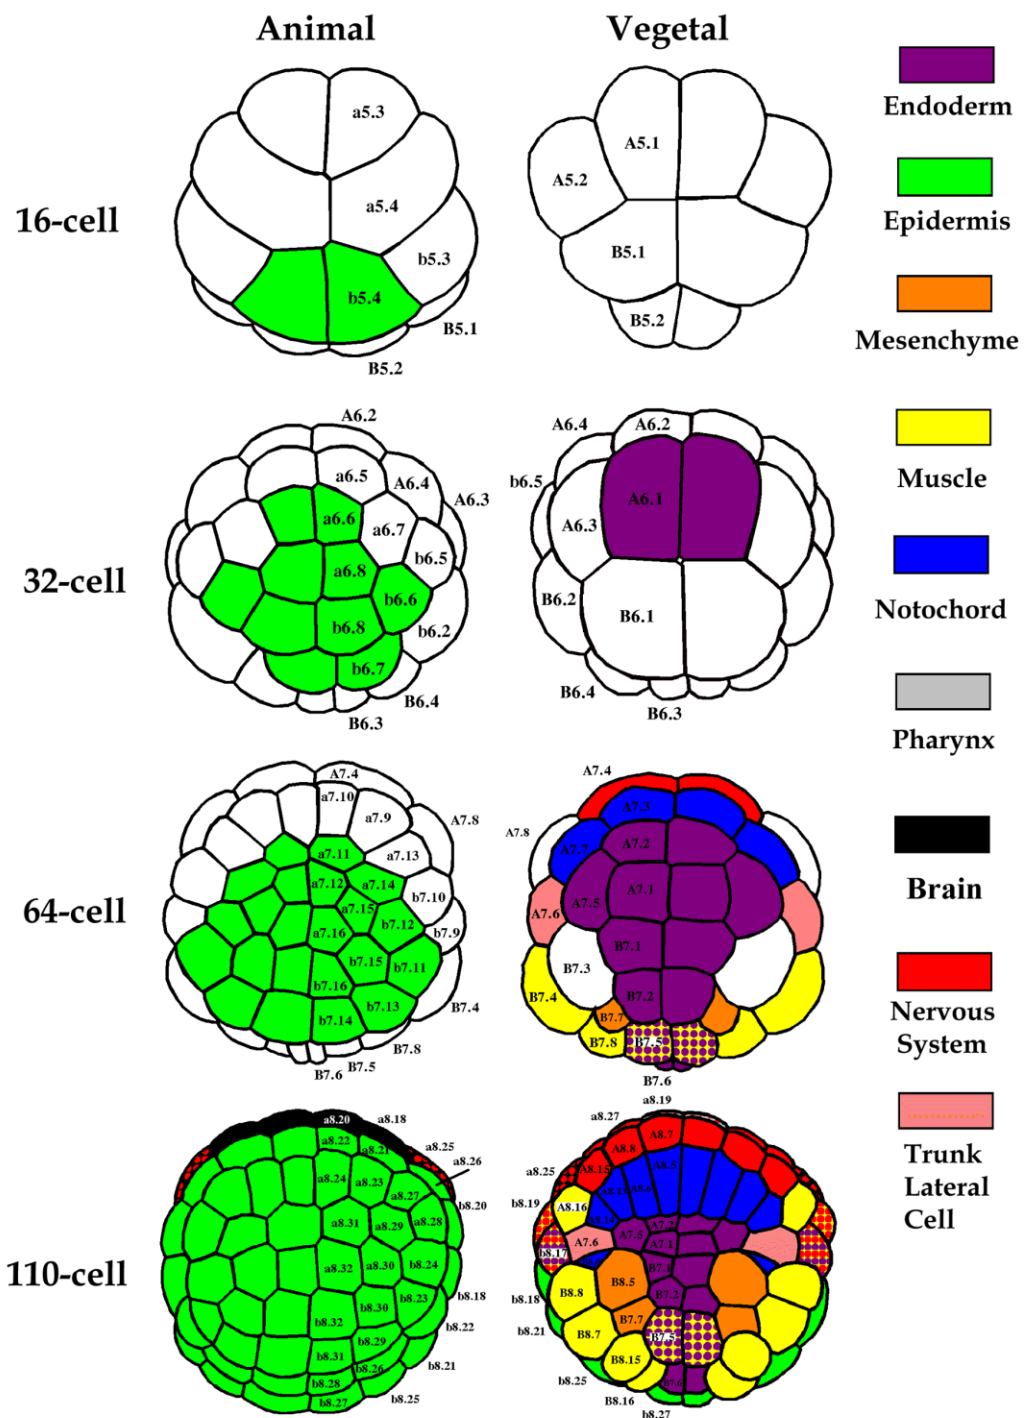 Animal
Vegetal
Endoderm
Epidermis
Mesenchyme
Muscle
Notochord
Pharynx
Brain
Nervous
System
Trunk
Lateral
Cell
16-cell
a5.3
a5.4
b5.3
b5.4
B5.1
B5.2
A5.1
A5.2
B5.1
B5.2
32-cell
A6.2
a6.5
A6.4
A6.3
a6.6
a6.7
b6.5
a6.8
b6.6
b6.8
b6.2
b6.7
B6.4
B6.3
A6.4
A6.2
b6.5
A6.1
A6.3
B6.2
B6.1
B6.4
B6.3
64-cell
A7.4
a7.10
a7.9
A7.8
a7.11
a7.13
a7.12
a7.14
b7.10
a7.15
b7.12
a7.16
b7.9
b7.15
b7.11
b7.16
b7.13
B7.4
b7.14
B7.8
B7.5
B7.6
A7.4
A7.3
A7.8
A7.7
A7.2
A7.1
A7.5
A7.6
B7.1
B7.3
B7.4
B7.2
B7.7
B7.8
B7.5
B7.6
110-cell
a8.20
a8.18
a8.22
a8.21
a8.25
a8.26
a8.24
a8.23
a8.27
b8.20
a8.31
a8.29
a8.28
a8.32
a8.30
b8.24
b8.23
b8.18
b8.32
b8.30
b8.22
b8.29
b8.31
b8.26
b8.21
b8.28
b8.27
b8.25
a8.19
a8.27
A8.7
A8.8
a8.25
A8.15
A8.5
b8.19
A8.16
A8.13
A8.6
A8.14
A7.2
b8.17
A7.6
A7.5
A7.1
B7.1
b8.18
B8.8
B8.5
B7.2
b8.21
B8.7
B7.7
B7.5
B8.15
b8.25
B7.6
B8.16
b8.27